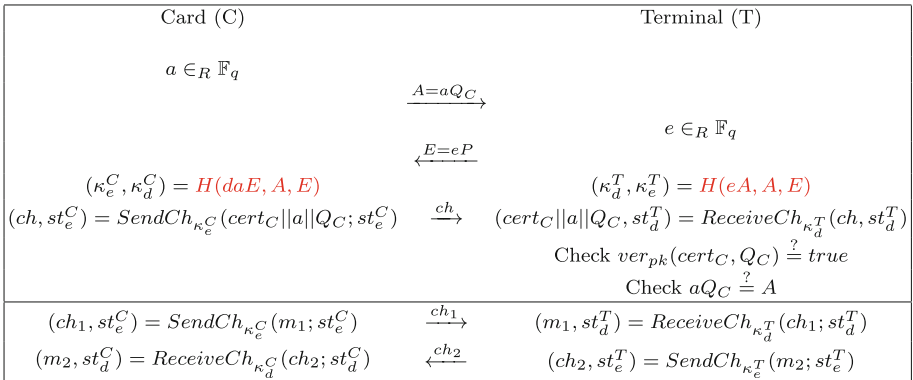 Card (C) Terminal (T)
a ∈_R 𝔽_q
A=aQ_C
e ∈_R 𝔽_q
E=eP
(κ_e^C, κ_d^C) = H(daE, A, E) (κ_d^T, κ_e^T) = H(eA, A, E)
(ch, st_e^C) = SendCh_{κ_e^C}(cert_C||a||Q_C; st_e^C) ch (cert_C||a||Q_C, st_d^T) = ReceiveCh_{κ_d^T}(ch, st_d^T)
Check ver_{pk}(cert_C, Q_C) ≟ true
Check aQ_C ≟ A
(ch_1, st_e^C) = SendCh_{κ_e^C}(m_1; st_e^C) ch_1 (m_1, st_d^T) = ReceiveCh_{κ_d^T}(ch_1; st_d^T)
(m_2, st_d^C) = ReceiveCh_{κ_d^C}(ch_2; st_d^C) ch_2 (ch_2, st_e^T) = SendCh_{κ_e^T}(m_2; st_e^T)